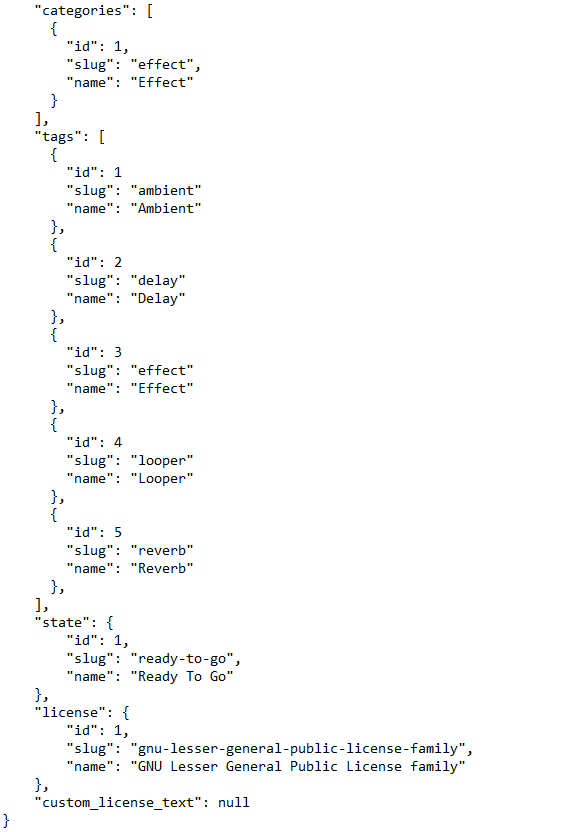 "categories": [
{
"id": 1,
"slug": "effect",
"name": "Effect"
}
],
"tags": [
{
"id": 1
"slug": "ambient"
"name": "Ambient"
},
{
"id": 2
"slug": "delay"
"name": "Delay"
},
{
"id": 3
"slug": "effect"
"name": "Effect"
},
{
"id": 4
"slug": "looper"
"name": "Looper"
},
{
"id": 5
"slug": "reverb"
"name": "Reverb"
},
],
"state": {
"id": 1,
"slug": "ready-to-go",
"name": "Ready To Go"
},
"license": {
"id": 1,
"slug": "gnu-lesser-general-public-license-family",
"name": "GNU Lesser General Public License family"
},
"custom_license_text": null
}